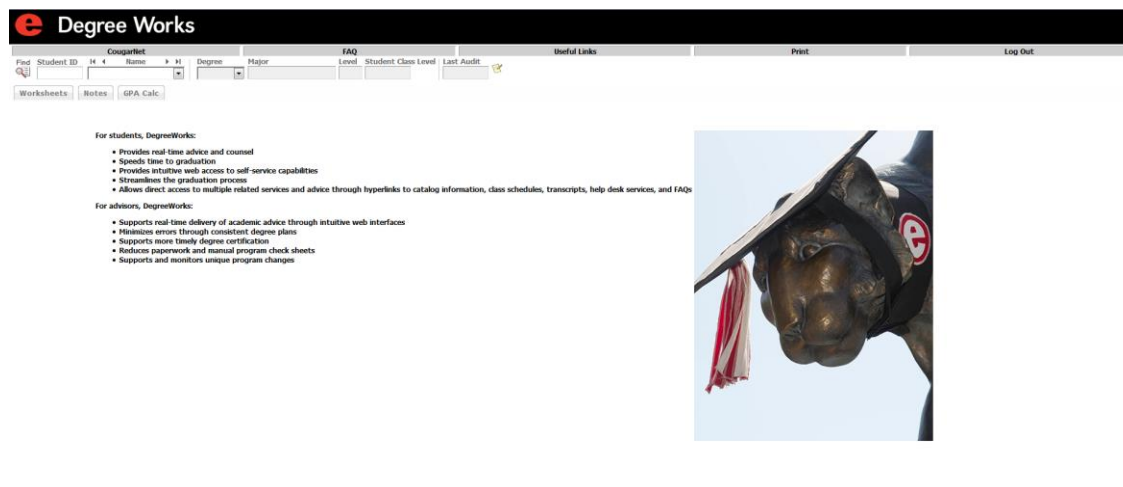 e Degree Works
CougarNet FAQ Useful Links Print Log Out
Find Student ID Name Degree Major Level Student Class Level Last Audit
Worksheets Notes GPA Calc
For students, DegreeWorks:
• Provides real-time advice and counsel
• Speeds time to graduation
• Provides intuitive web access to self-service capabilities
• Streamlines the graduation process
• Allows direct access to multiple related services and advice through hyperlinks to catalog information, class schedules, transcripts, help desk services, and FAQs
For advisors, DegreeWorks:
• Supports real-time delivery of academic advice through intuitive web interfaces
• Minimizes errors through consistent degree plans
• Supports more timely degree certification
• Reduces paperwork and manual program check sheets
• Supports and monitors unique program changes
e